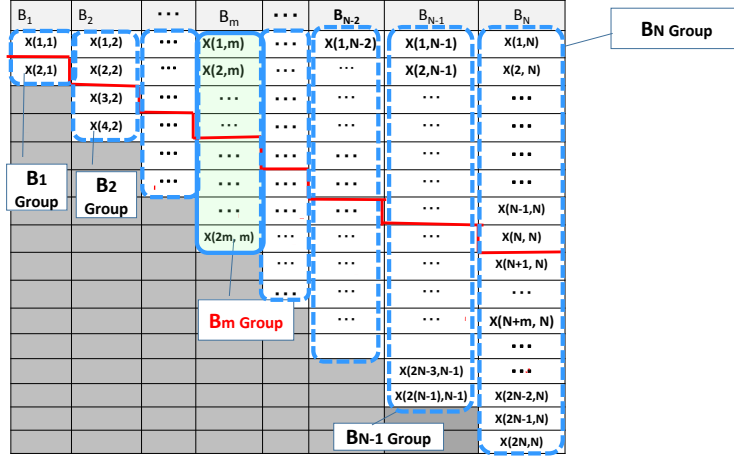 B1 B2 ... Bm ... BN-2 BN-1 BN
X(1,1) X(1,2) ... X(1,m) ... X(1,N-2) X(1,N-1) X(1,N)
X(2,1) X(2,2) ... X(2,m) ... ... X(2,N-1) X(2, N)
X(3,2) ... ... ... ... ...
X(4,2) ... ... ... ... ...
... ... ... ... ... ...
... ... ... ... ... ...
... ... ... ... X(N-1,N)
X(2m, m) ... ... ... X(N, N)
... ... ... X(N+1, N)
... ... ... ...
... ... X(N+m, N)
...
X(2N-3,N-1) ...
X(2(N-1),N-1) X(2N-2,N)
X(2N-1,N)
X(2N,N)
B1
Group
B2
Group
Bm Group
BN-1 Group
BN Group